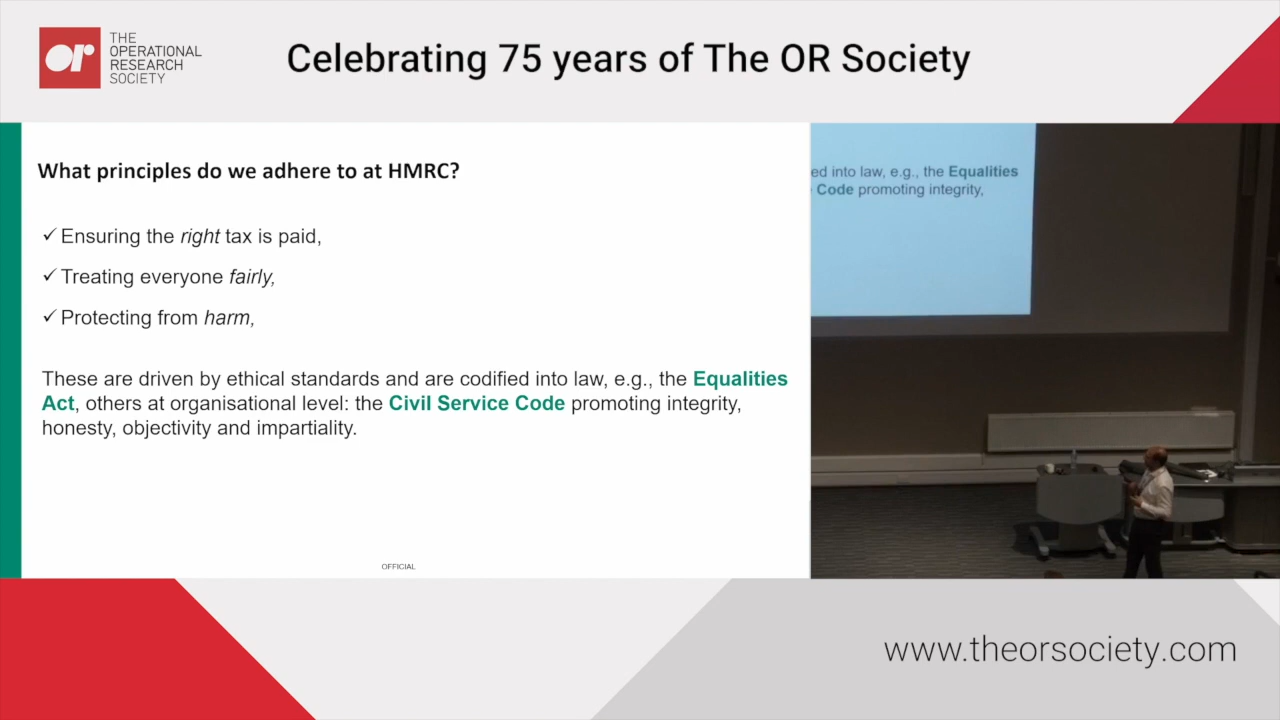 or
THE
OPERATIONAL
RESEARCH
SOCIETY
Celebrating 75 years of The OR Society
What principles do we adhere to at HMRC?
✓ Ensuring the right tax is paid,
✓ Treating everyone fairly,
✓ Protecting from harm,
These are driven by ethical standards and are codified into law, e.g., the Equalities
Act, others at organisational level: the Civil Service Code promoting integrity,
honesty, objectivity and impartiality.
OFFICIAL
ed into law, e.g., the Equalities
Code promoting integrity,
www.theorsociety.com